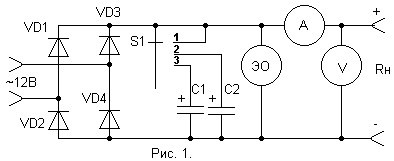 VD3
VD1
S1
1
2
3
A
+
ЭО
V
Rн
~12В
VD4
C1
C2
+
+
VD2
-
Рис. 1.